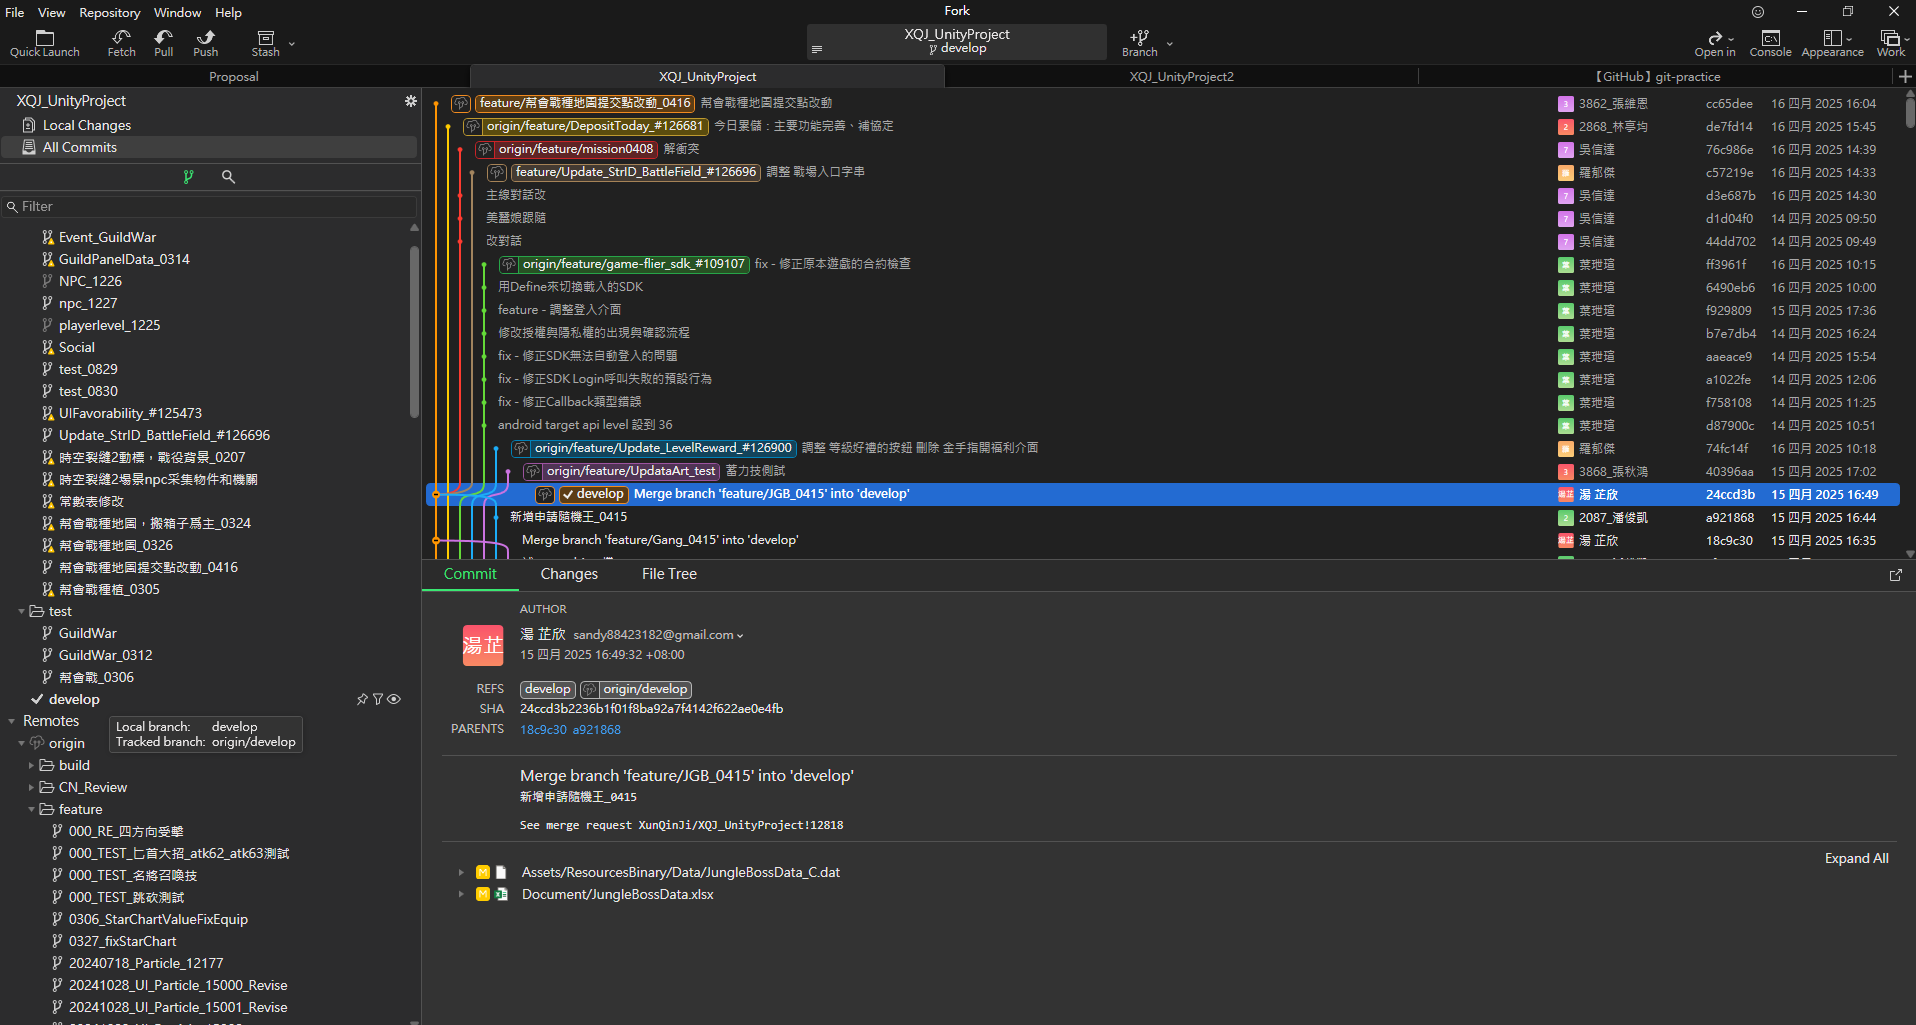 File View Repository Window Help
Fork
Quick Launch Fetch Pull Push Stash
XQJ_UnityProject
develop
Branch
Open in Console Appearance Work
Proposal XQJ_UnityProject XQJ_UnityProject2 【GitHub】git-practice
XQJ_UnityProject
Local Changes
All Commits
Filter
Event_GuildWar
GuildPanelData_0314
NPC_1226
npc_1227
playerlevel_1225
Social
test_0829
test_0830
UIFavorability_#125473
Update_StrID_BattleField_#126696
時空裂縫2動標，戰役背景_0207
時空裂縫2場景npc采集物件和機關
常數表修改
幫會戰種地圖，搬箱子爲主_0324
幫會戰種地圖_0326
幫會戰種地圖提交點改動_0416
幫會戰種植_0305
test
GuildWar
GuildWar_0312
幫會戰_0306
develop
Remotes
Local branch: develop
Tracked branch: origin/develop
origin
build
CN_Review
feature
000_RE_四方向受擊
000_TEST_匕首大招_atk62_atk63測試
000_TEST_名將召喚技
000_TEST_跳砍測試
0306_StarChartValueFixEquip
0327_fixStarChart
20240718_Particle_12177
20241028_UI_Particle_15000_Revise
20241028_UI_Particle_15001_Revise
feature/幫會戰種地圖提交點改動_0416 幫會戰種地圖提交點改動 3 3862_張維恩 cc65dee 16 四月 2025 16:04
origin/feature/DepositToday_#126681 今日累儲：主要功能完善、補協定 2 2868_林亭均 de7fd14 16 四月 2025 15:45
origin/feature/mission0408 解衝突 7 吳信達 76c986e 16 四月 2025 14:39
feature/Update_StrID_BattleField_#126696 調整 戰場入口字串 羅郁傑 c57219e 16 四月 2025 14:33
主線對話改 7 吳信達 d3e687b 16 四月 2025 14:30
美蠶娘跟隨 7 吳信達 d1d04f0 14 四月 2025 09:50
改對話 7 吳信達 44dd702 14 四月 2025 09:49
origin/feature/game-flier_sdk_#109107 fix - 修正原本遊戲的合約檢查 葉玴瑄 ff3961f 16 四月 2025 10:15
用Define來切換載入的SDK 葉玴瑄 6490eb6 16 四月 2025 10:00
feature - 調整登入介面 葉玴瑄 f929809 15 四月 2025 17:36
修改授權與隱私權的出現與確認流程 葉玴瑄 b7e7db4 14 四月 2025 16:24
fix - 修正SDK無法自動登入的問題 葉玴瑄 aaeace9 14 四月 2025 15:54
fix - 修正SDK Login呼叫失敗的預設行為 葉玴瑄 a1022fe 14 四月 2025 12:06
fix - 修正Callback類型錯誤 葉玴瑄 f758108 14 四月 2025 11:25
android target api level 設到 36 葉玴瑄 d87900c 14 四月 2025 10:51
origin/feature/Update_LevelReward_#126900 調整 等級好禮的按鈕 刪除 金手指開福利介面 羅郁傑 74fc14f 16 四月 2025 10:18
origin/feature/UpdataArt_test 蓄力技測試 3 3868_張秋鴻 40396aa 15 四月 2025 17:02
develop Merge branch 'feature/JGB_0415' into 'develop' 湯芷 湯 芷欣 24ccd3b 15 四月 2025 16:49
新增申請隨機王_0415 2 2087_潘俊凱 a921868 15 四月 2025 16:44
Merge branch 'feature/Gang_0415' into 'develop' 湯芷 湯 芷欣 18c9c30 15 四月 2025 16:35
Commit Changes File Tree
AUTHOR
湯芷
湯 芷欣 sandy88423182@gmail.com
15 四月 2025 16:49:32 +08:00
REFS develop origin/develop
SHA 24ccd3b2236b1f01f8ba92a7f4142f622ae0e4fb
PARENTS 18c9c30 a921868
Merge branch 'feature/JGB_0415' into 'develop'
新增申請隨機王_0415
See merge request XunQinJi/XQJ_UnityProject!12818
Expand All
M Assets/ResourcesBinary/Data/JungleBossData_C.dat
M Document/JungleBossData.xlsx